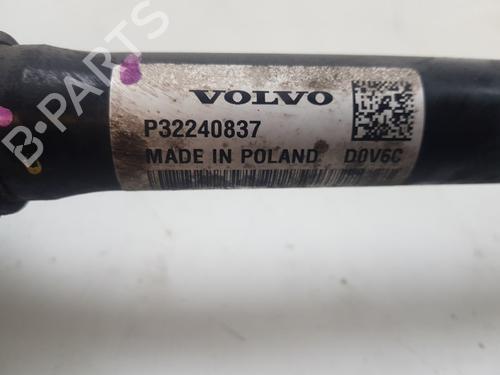 B-PARTS
VOLVO
P32240837
MADE IN POLAND D0V6C